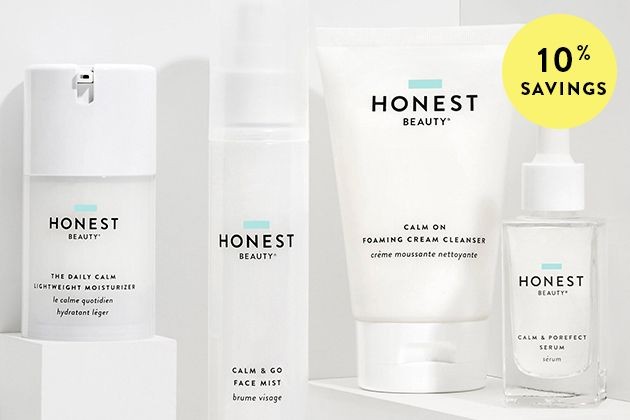 10%
SAVINGS
HONEST
BEAUTY®
THE DAILY CALM
LIGHTWEIGHT MOISTURIZER
le calme quotidien
hydratant léger
HONEST
BEAUTY®
CALM & GO
FACE MIST
brume visage
HONEST
BEAUTY®
CALM ON
FOAMING CREAM CLEANSER
crème moussante nettoyante
HONEST
BEAUTY®
CALM & POREFECT
SERUM
sérum